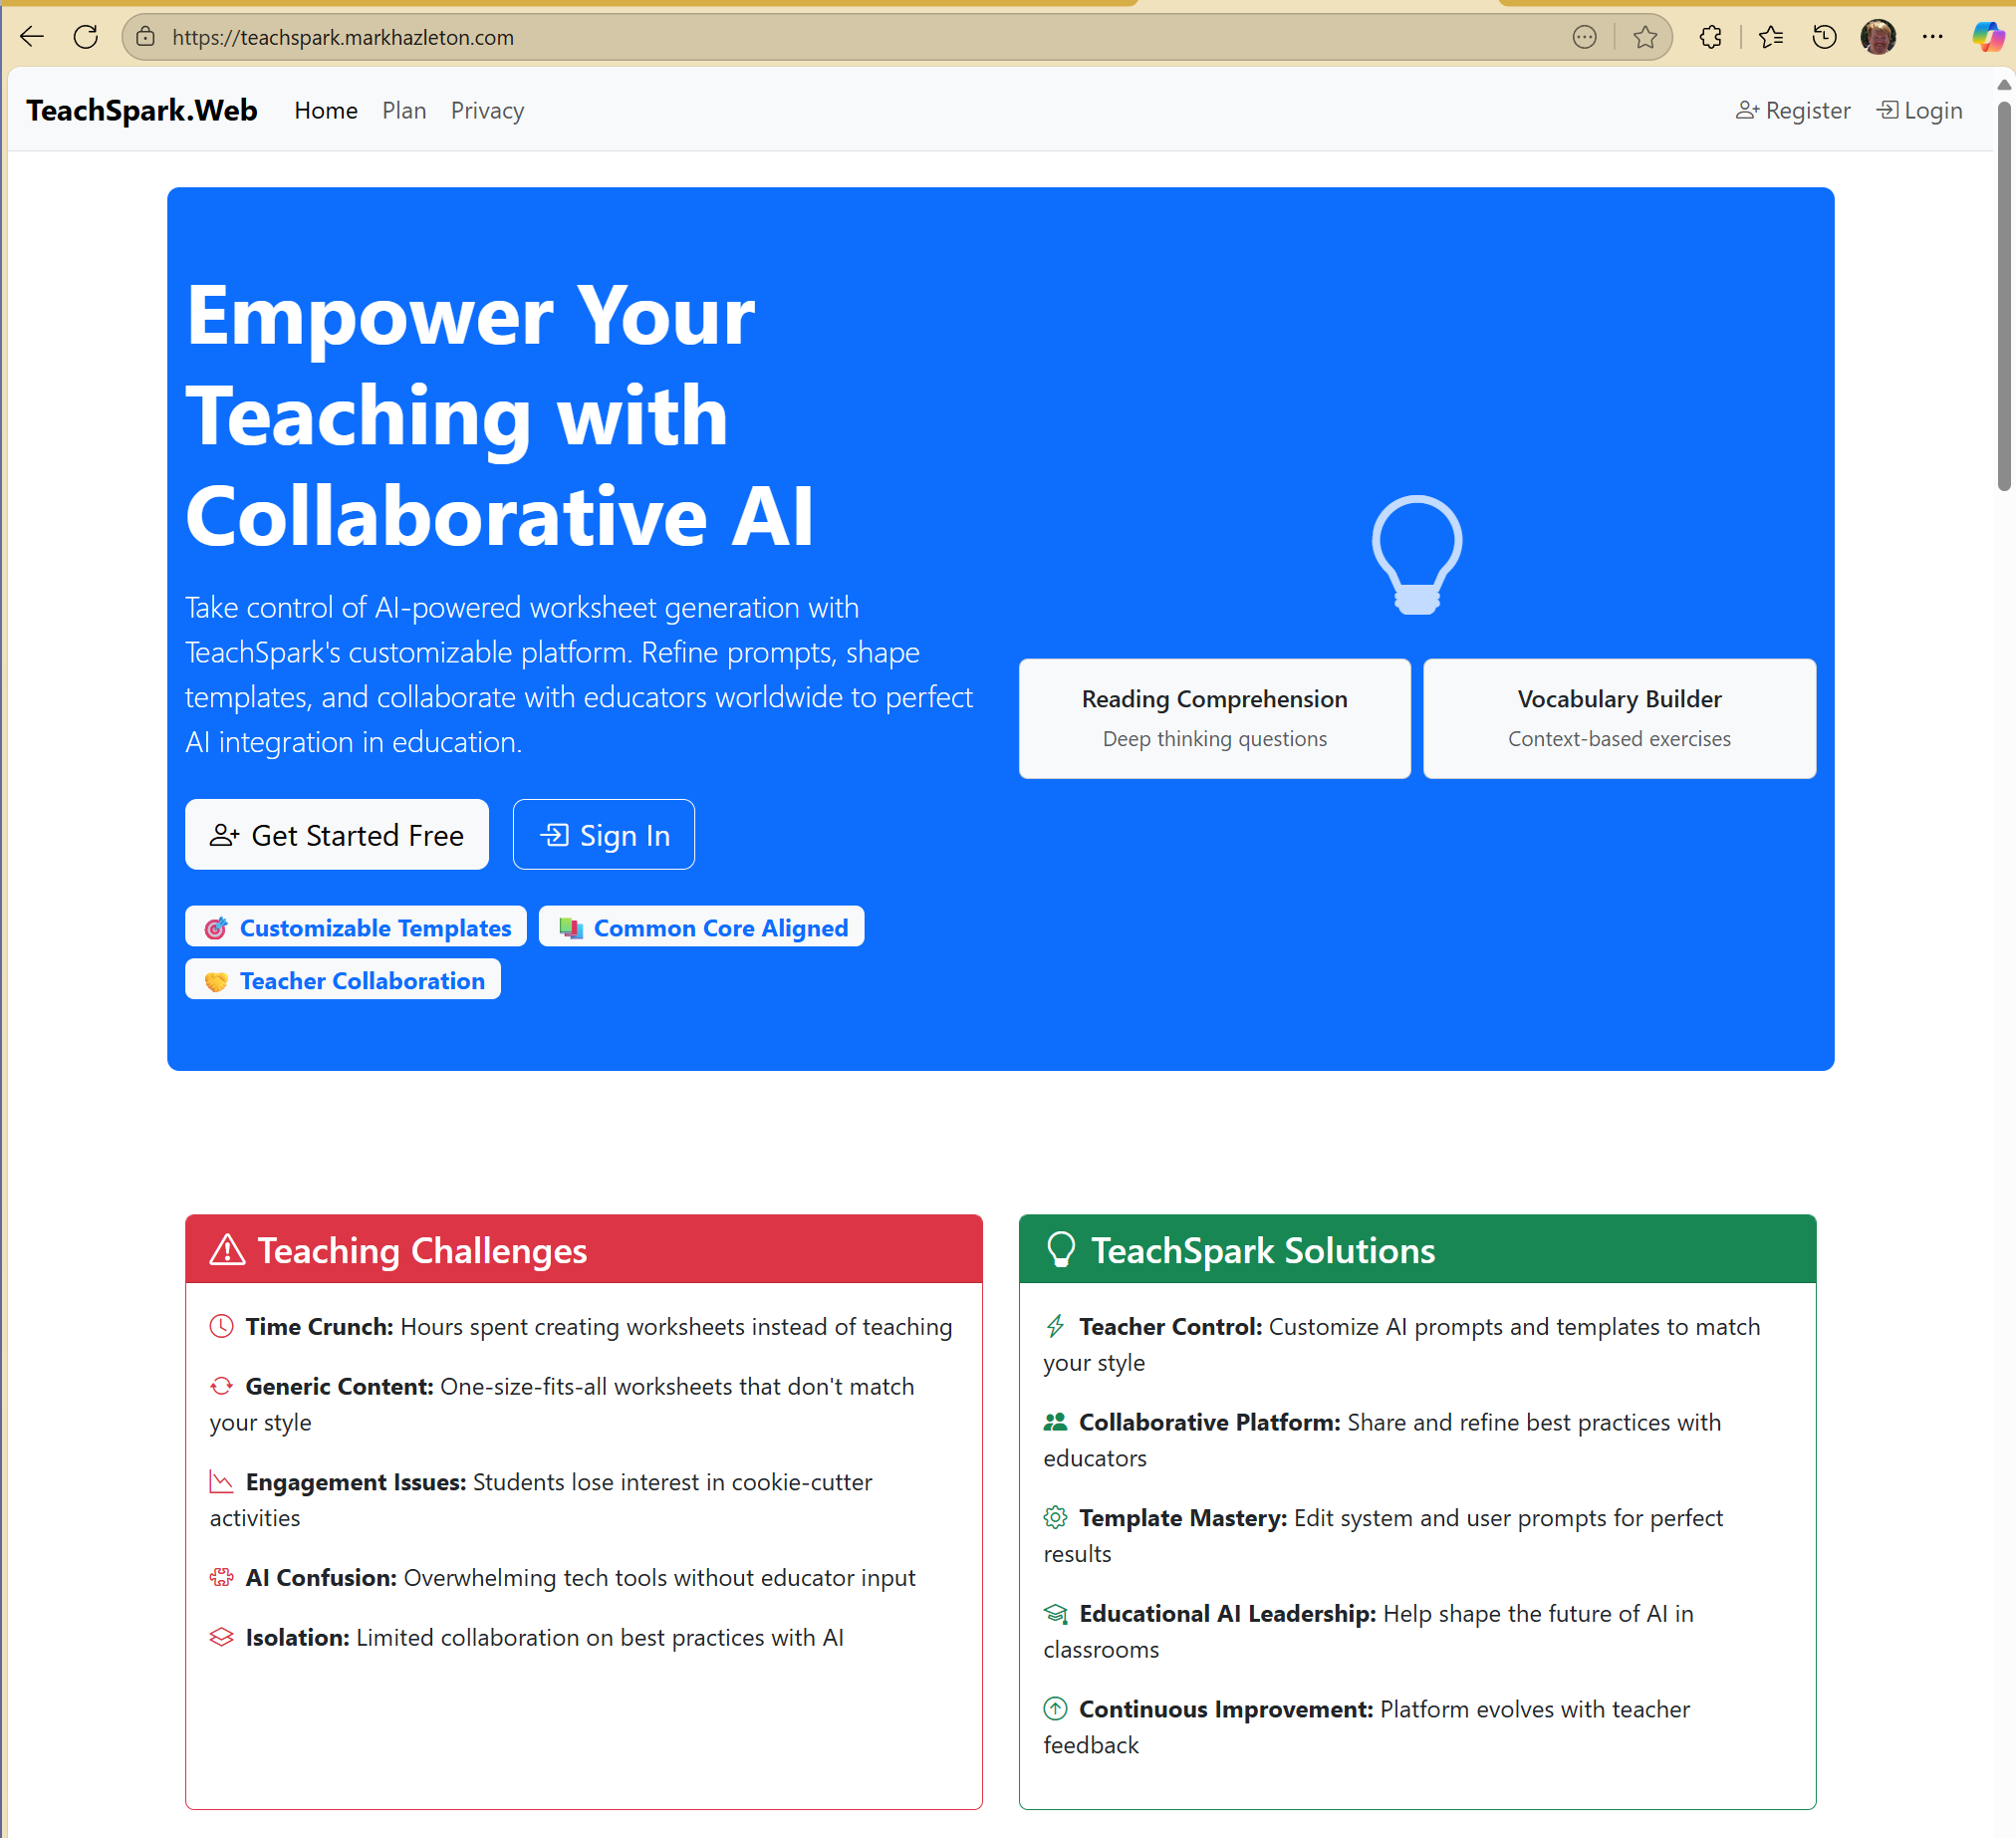 https://teachspark.markhazleton.com
TeachSpark.Web Home Plan Privacy Register Login
Empower Your
Teaching with
Collaborative AI
Take control of AI-powered worksheet generation with
TeachSpark's customizable platform. Refine prompts, shape
templates, and collaborate with educators worldwide to perfect
AI integration in education.
Get Started Free Sign In
Customizable Templates Common Core Aligned
Teacher Collaboration
Reading Comprehension
Deep thinking questions
Vocabulary Builder
Context-based exercises
Teaching Challenges
Time Crunch: Hours spent creating worksheets instead of teaching
Generic Content: One-size-fits-all worksheets that don't match
your style
Engagement Issues: Students lose interest in cookie-cutter
activities
AI Confusion: Overwhelming tech tools without educator input
Isolation: Limited collaboration on best practices with AI
TeachSpark Solutions
Teacher Control: Customize AI prompts and templates to match
your style
Collaborative Platform: Share and refine best practices with
educators
Template Mastery: Edit system and user prompts for perfect
results
Educational AI Leadership: Help shape the future of AI in
classrooms
Continuous Improvement: Platform evolves with teacher
feedback